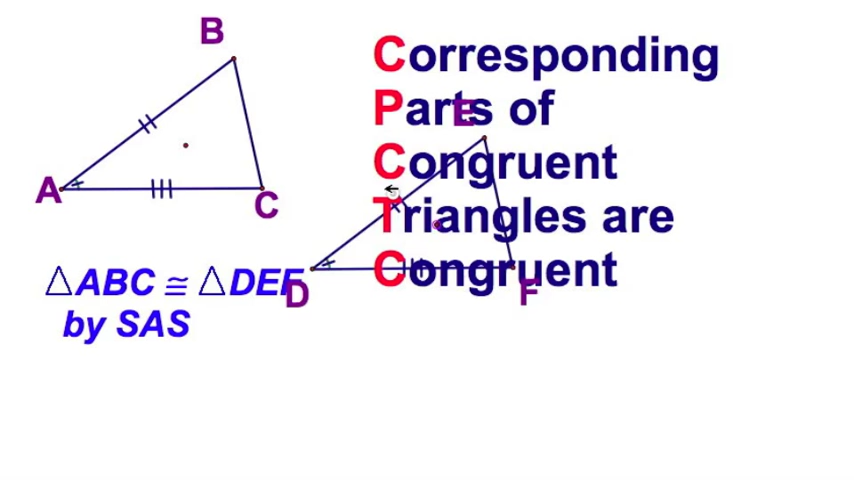 B
Corresponding
Parts of
E
Congruent
A
C
Triangles are
Congruent
△ABC ≅ △DEF
D
F
by SAS